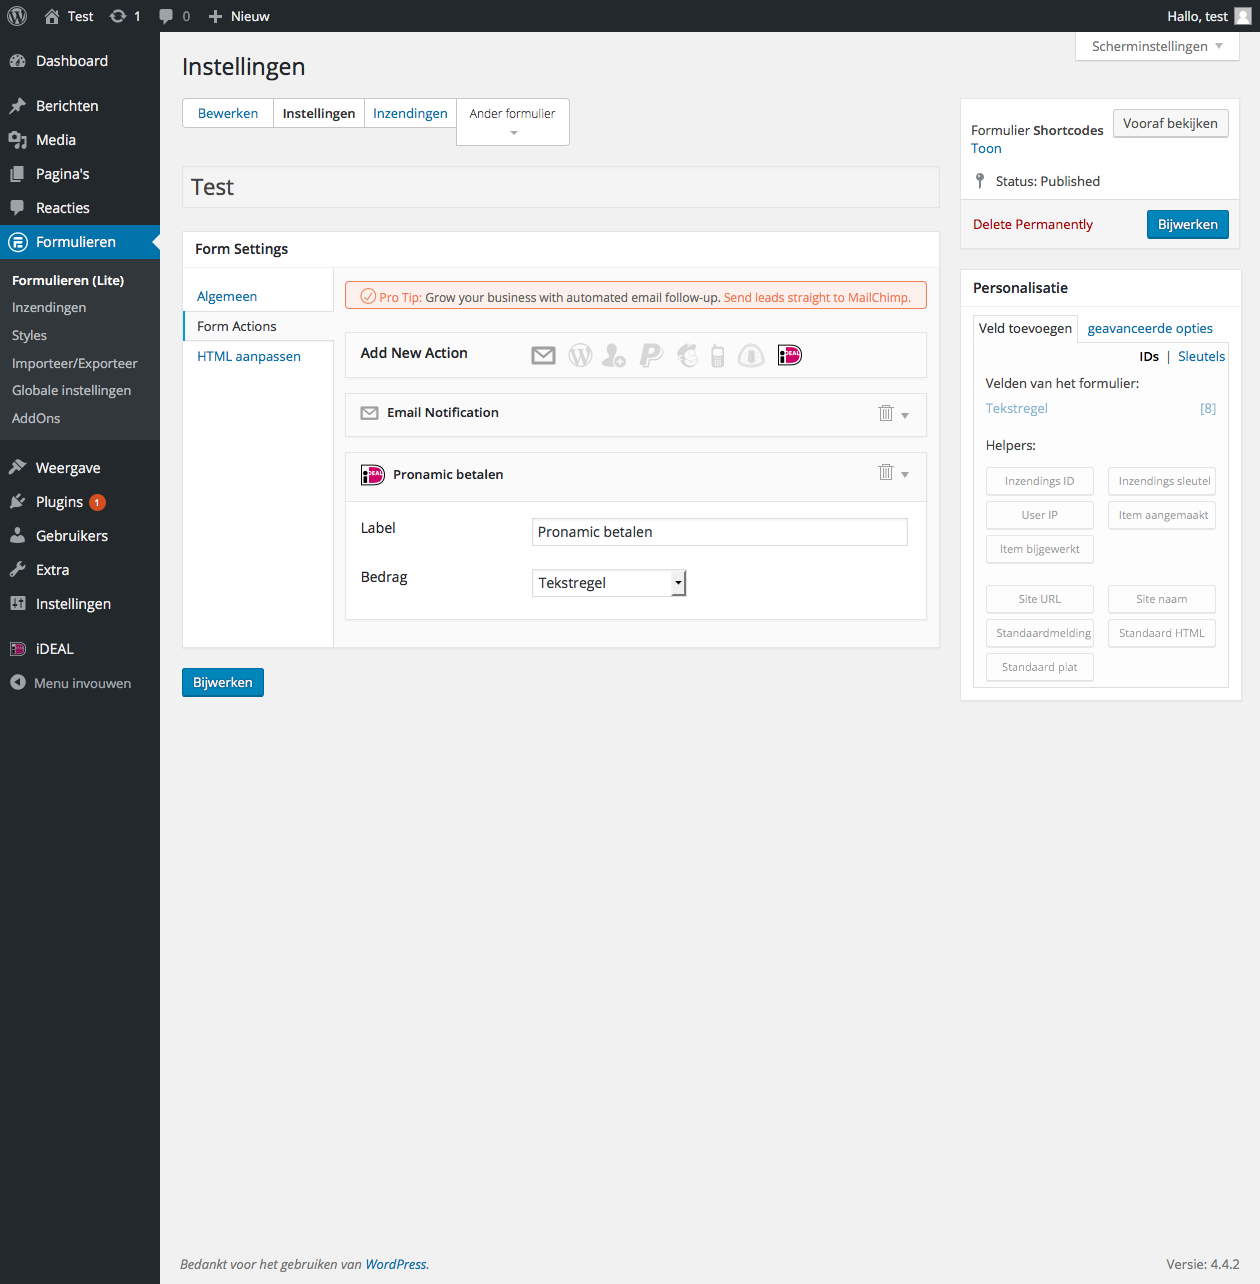 Test
1
0
Nieuw
Hallo, test
Dashboard
Berichten
Media
Pagina's
Reacties
Formulieren
Formulieren (Lite)
Inzendingen
Styles
Importeer/Exporteer
Globale instellingen
AddOns
Weergave
Plugins 1
Gebruikers
Extra
Instellingen
iDEAL
Menu invouwen
Scherminstellingen
Instellingen
Bewerken
Instellingen
Inzendingen
Ander formulier
Test
Form Settings
Algemeen
Form Actions
HTML aanpassen
Pro Tip: Grow your business with automated email follow-up. Send leads straight to MailChimp.
Add New Action
iDEAL
Email Notification
iDEAL
Pronamic betalen
Label
Pronamic betalen
Bedrag
Tekstregel
Bijwerken
Formulier Shortcodes
Toon
Vooraf bekijken
Status: Published
Delete Permanently
Bijwerken
Personalisatie
Veld toevoegen
geavanceerde opties
IDs | Sleutels
Velden van het formulier:
Tekstregel [8]
Helpers:
Inzendings ID
Inzendings sleutel
User IP
Item aangemaakt
Item bijgewerkt
Site URL
Site naam
Standaardmelding
Standaard HTML
Standaard plat
Bedankt voor het gebruiken van WordPress.
Versie: 4.4.2